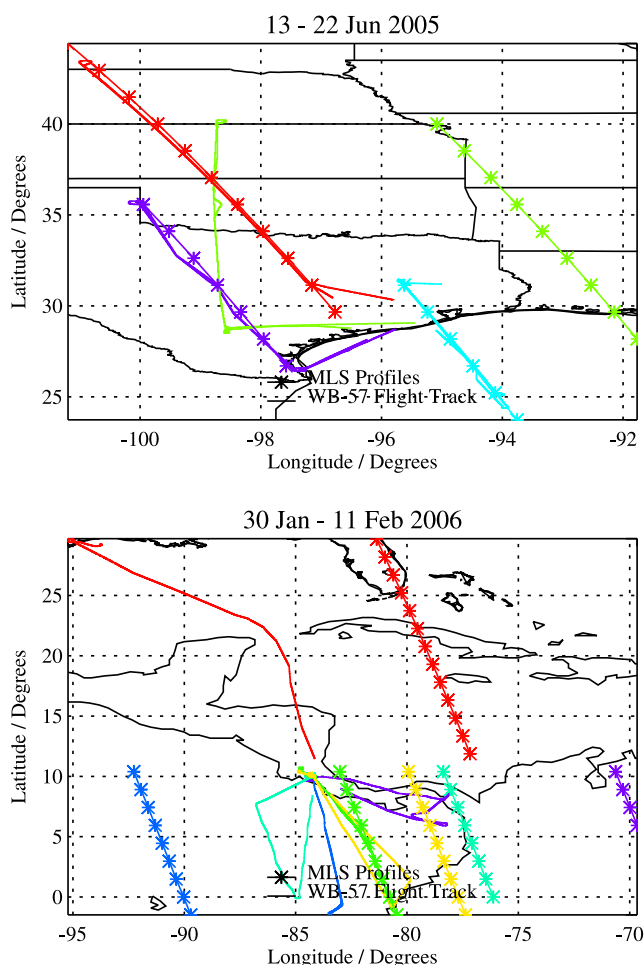 13 - 22 Jun 2005
40
35
30
25
Latitude / Degrees
MLS Profiles
WB-57 Flight Track
-100 -98 -96 -94 -92
Longitude / Degrees
30 Jan - 11 Feb 2006
25
20
15
10
5
0
Latitude / Degrees
MLS Profiles
WB-57 Flight Track
-95 -90 -85 -80 -75 -70
Longitude / Degrees